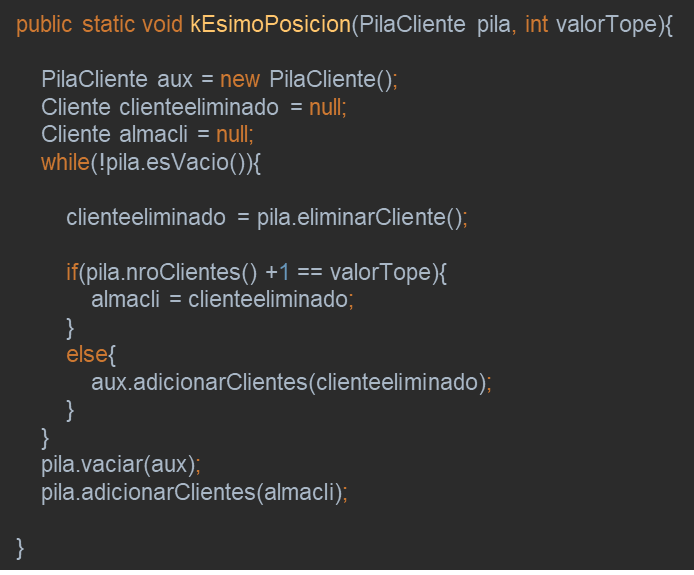 public static void kEsimoPosicion(PilaCliente pila, int valorTope){
PilaCliente aux = new PilaCliente();
Cliente clienteeliminado = null;
Cliente almacli = null;
while(!pila.esVacio()){
clienteeliminado = pila.eliminarCliente();
if(pila.nroClientes() +1 == valorTope){
almacli = clienteeliminado;
}
else{
aux.adicionarClientes(clienteeliminado);
}
}
pila.vaciar(aux);
pila.adicionarClientes(almacli);
}